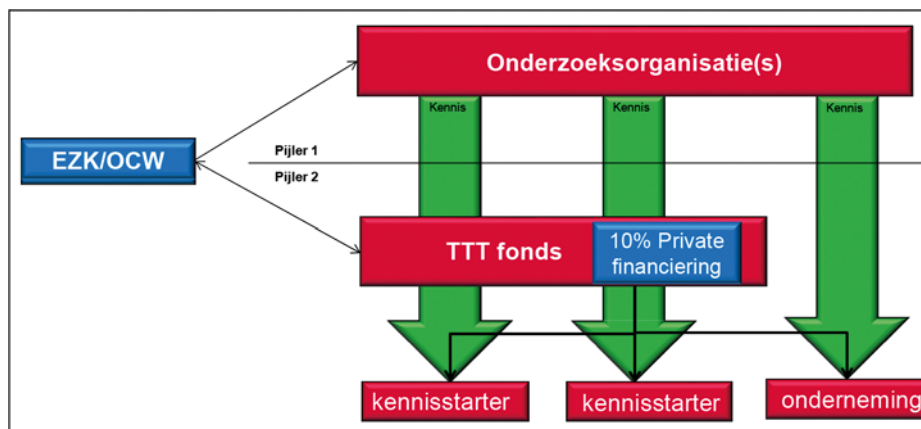 Onderzoeksorganisatie(s)
Kennis
Kennis
Kennis
EZK/OCW
Pijler 1
Pijler 2
TTT fonds
10% Private
financiering
kennisstarter
kennisstarter
onderneming